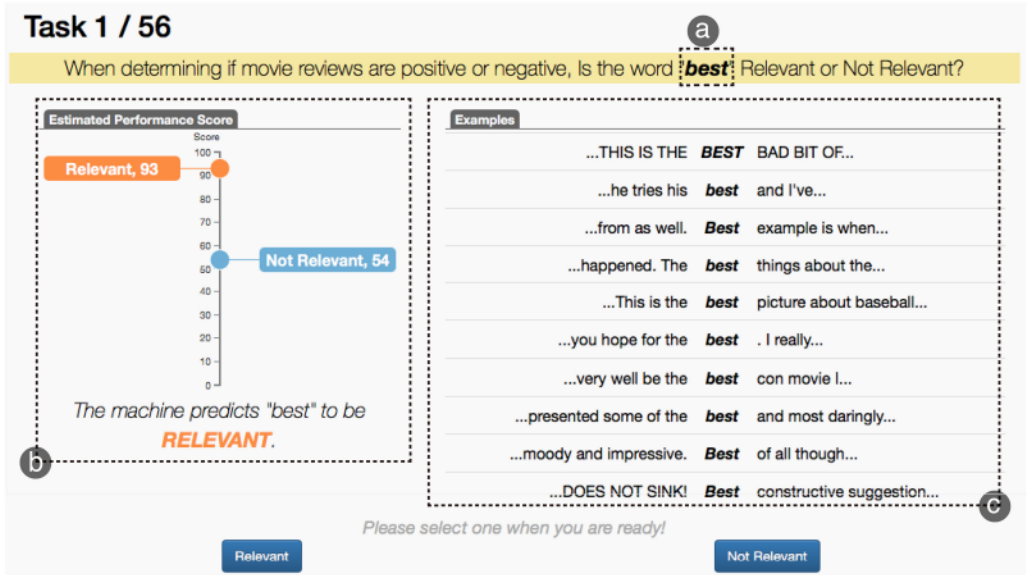 Task 1 / 56
a
When determining if movie reviews are positive or negative, Is the word 'best' Relevant or Not Relevant?
Estimated Performance Score
Score
100
90
80
70
60
50
40
30
20
10
0
Relevant, 93
Not Relevant, 54
The machine predicts "best" to be
RELEVANT.
b
Examples
...THIS IS THE BEST BAD BIT OF...
...he tries his best and I've...
...from as well. Best example is when...
...happened. The best things about the...
...This is the best picture about baseball...
...you hope for the best . I really...
...very well be the best con movie I...
...presented some of the best and most daringly...
...moody and impressive. Best of all though...
...DOES NOT SINK! Best constructive suggestion...
c
Please select one when you are ready!
Relevant
Not Relevant